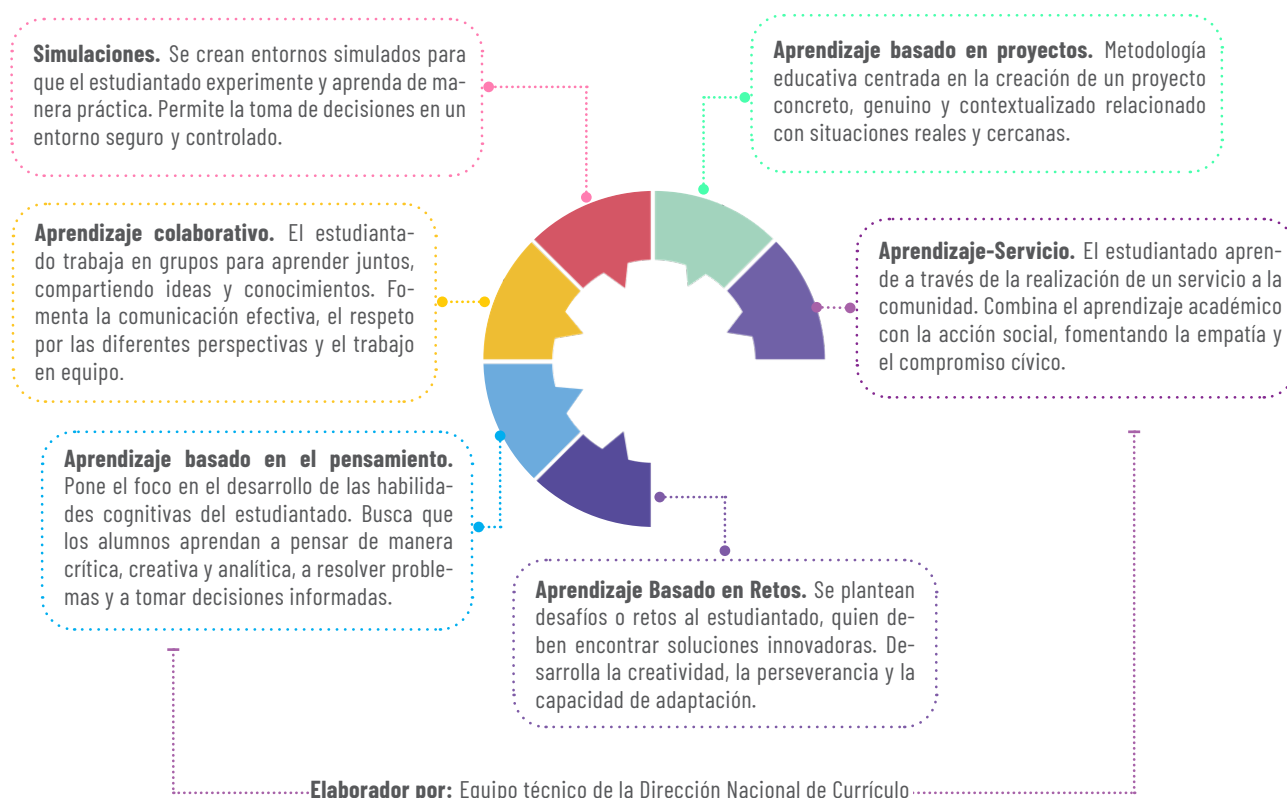 Simulaciones. Se crean entornos simulados para
que el estudiantado experimente y aprenda de ma-
nera práctica. Permite la toma de decisiones en un
entorno seguro y controlado.
Aprendizaje basado en proyectos. Metodología
educativa centrada en la creación de un proyecto
concreto, genuino y contextualizado relacionado
con situaciones reales y cercanas.
Aprendizaje colaborativo. El estudianta-
do trabaja en grupos para aprender juntos,
compartiendo ideas y conocimientos. Fo-
menta la comunicación efectiva, el respeto
por las diferentes perspectivas y el trabajo
en equipo.
Aprendizaje-Servicio. El estudiantado apren-
de a través de la realización de un servicio a la
comunidad. Combina el aprendizaje académico
con la acción social, fomentando la empatía y
el compromiso cívico.
Aprendizaje basado en el pensamiento.
Pone el foco en el desarrollo de las habilida-
des cognitivas del estudiantado. Busca que
los alumnos aprendan a pensar de manera
crítica, creativa y analítica, a resolver proble-
mas y a tomar decisiones informadas.
Aprendizaje Basado en Retos. Se plantean
desafíos o retos al estudiantado, quien de-
ben encontrar soluciones innovadoras. De-
sarrolla la creatividad, la perseverancia y la
capacidad de adaptación.
Elaborador por: Equipo técnico de la Dirección Nacional de Currículo